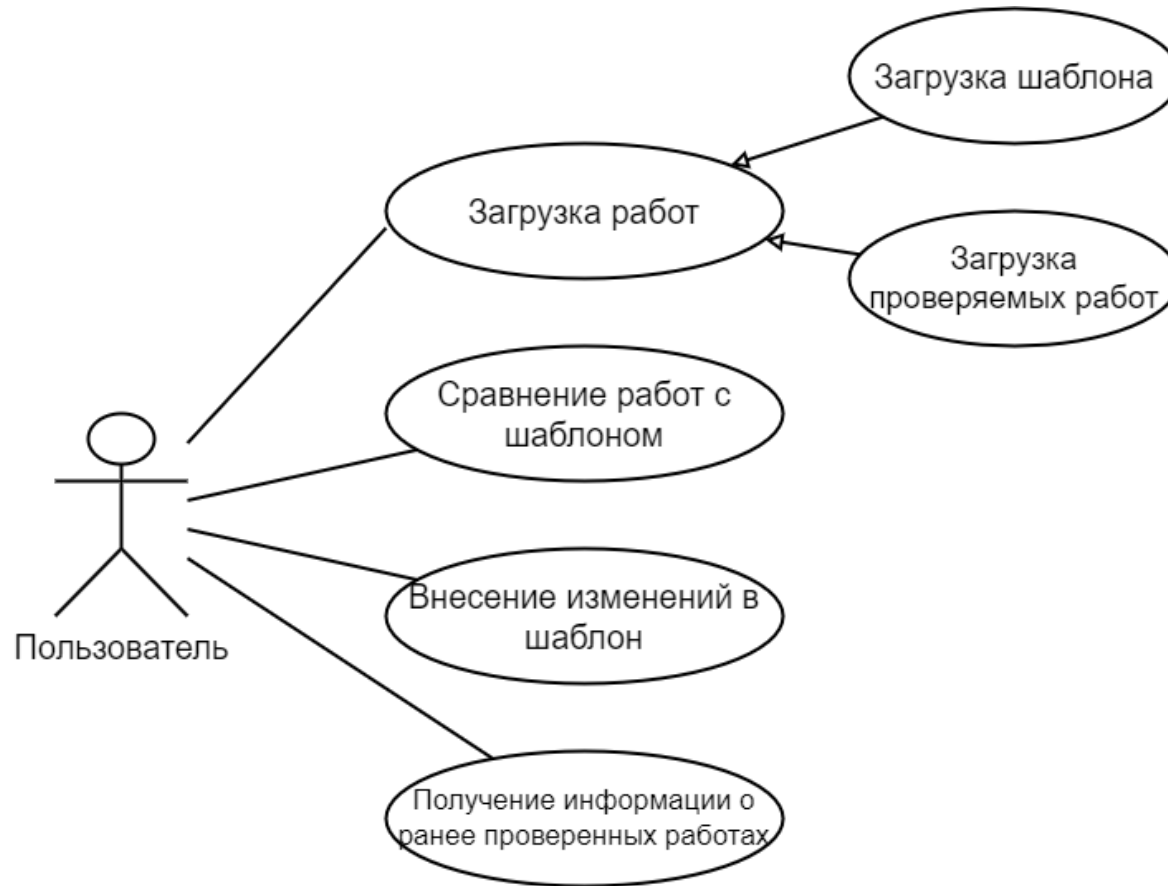 Загрузка шаблона
Загрузка работ
Загрузка
проверяемых работ
Сравнение работ с
шаблоном
Внесение изменений в
шаблон
Пользователь
Получение информации о
ранее проверенных работах